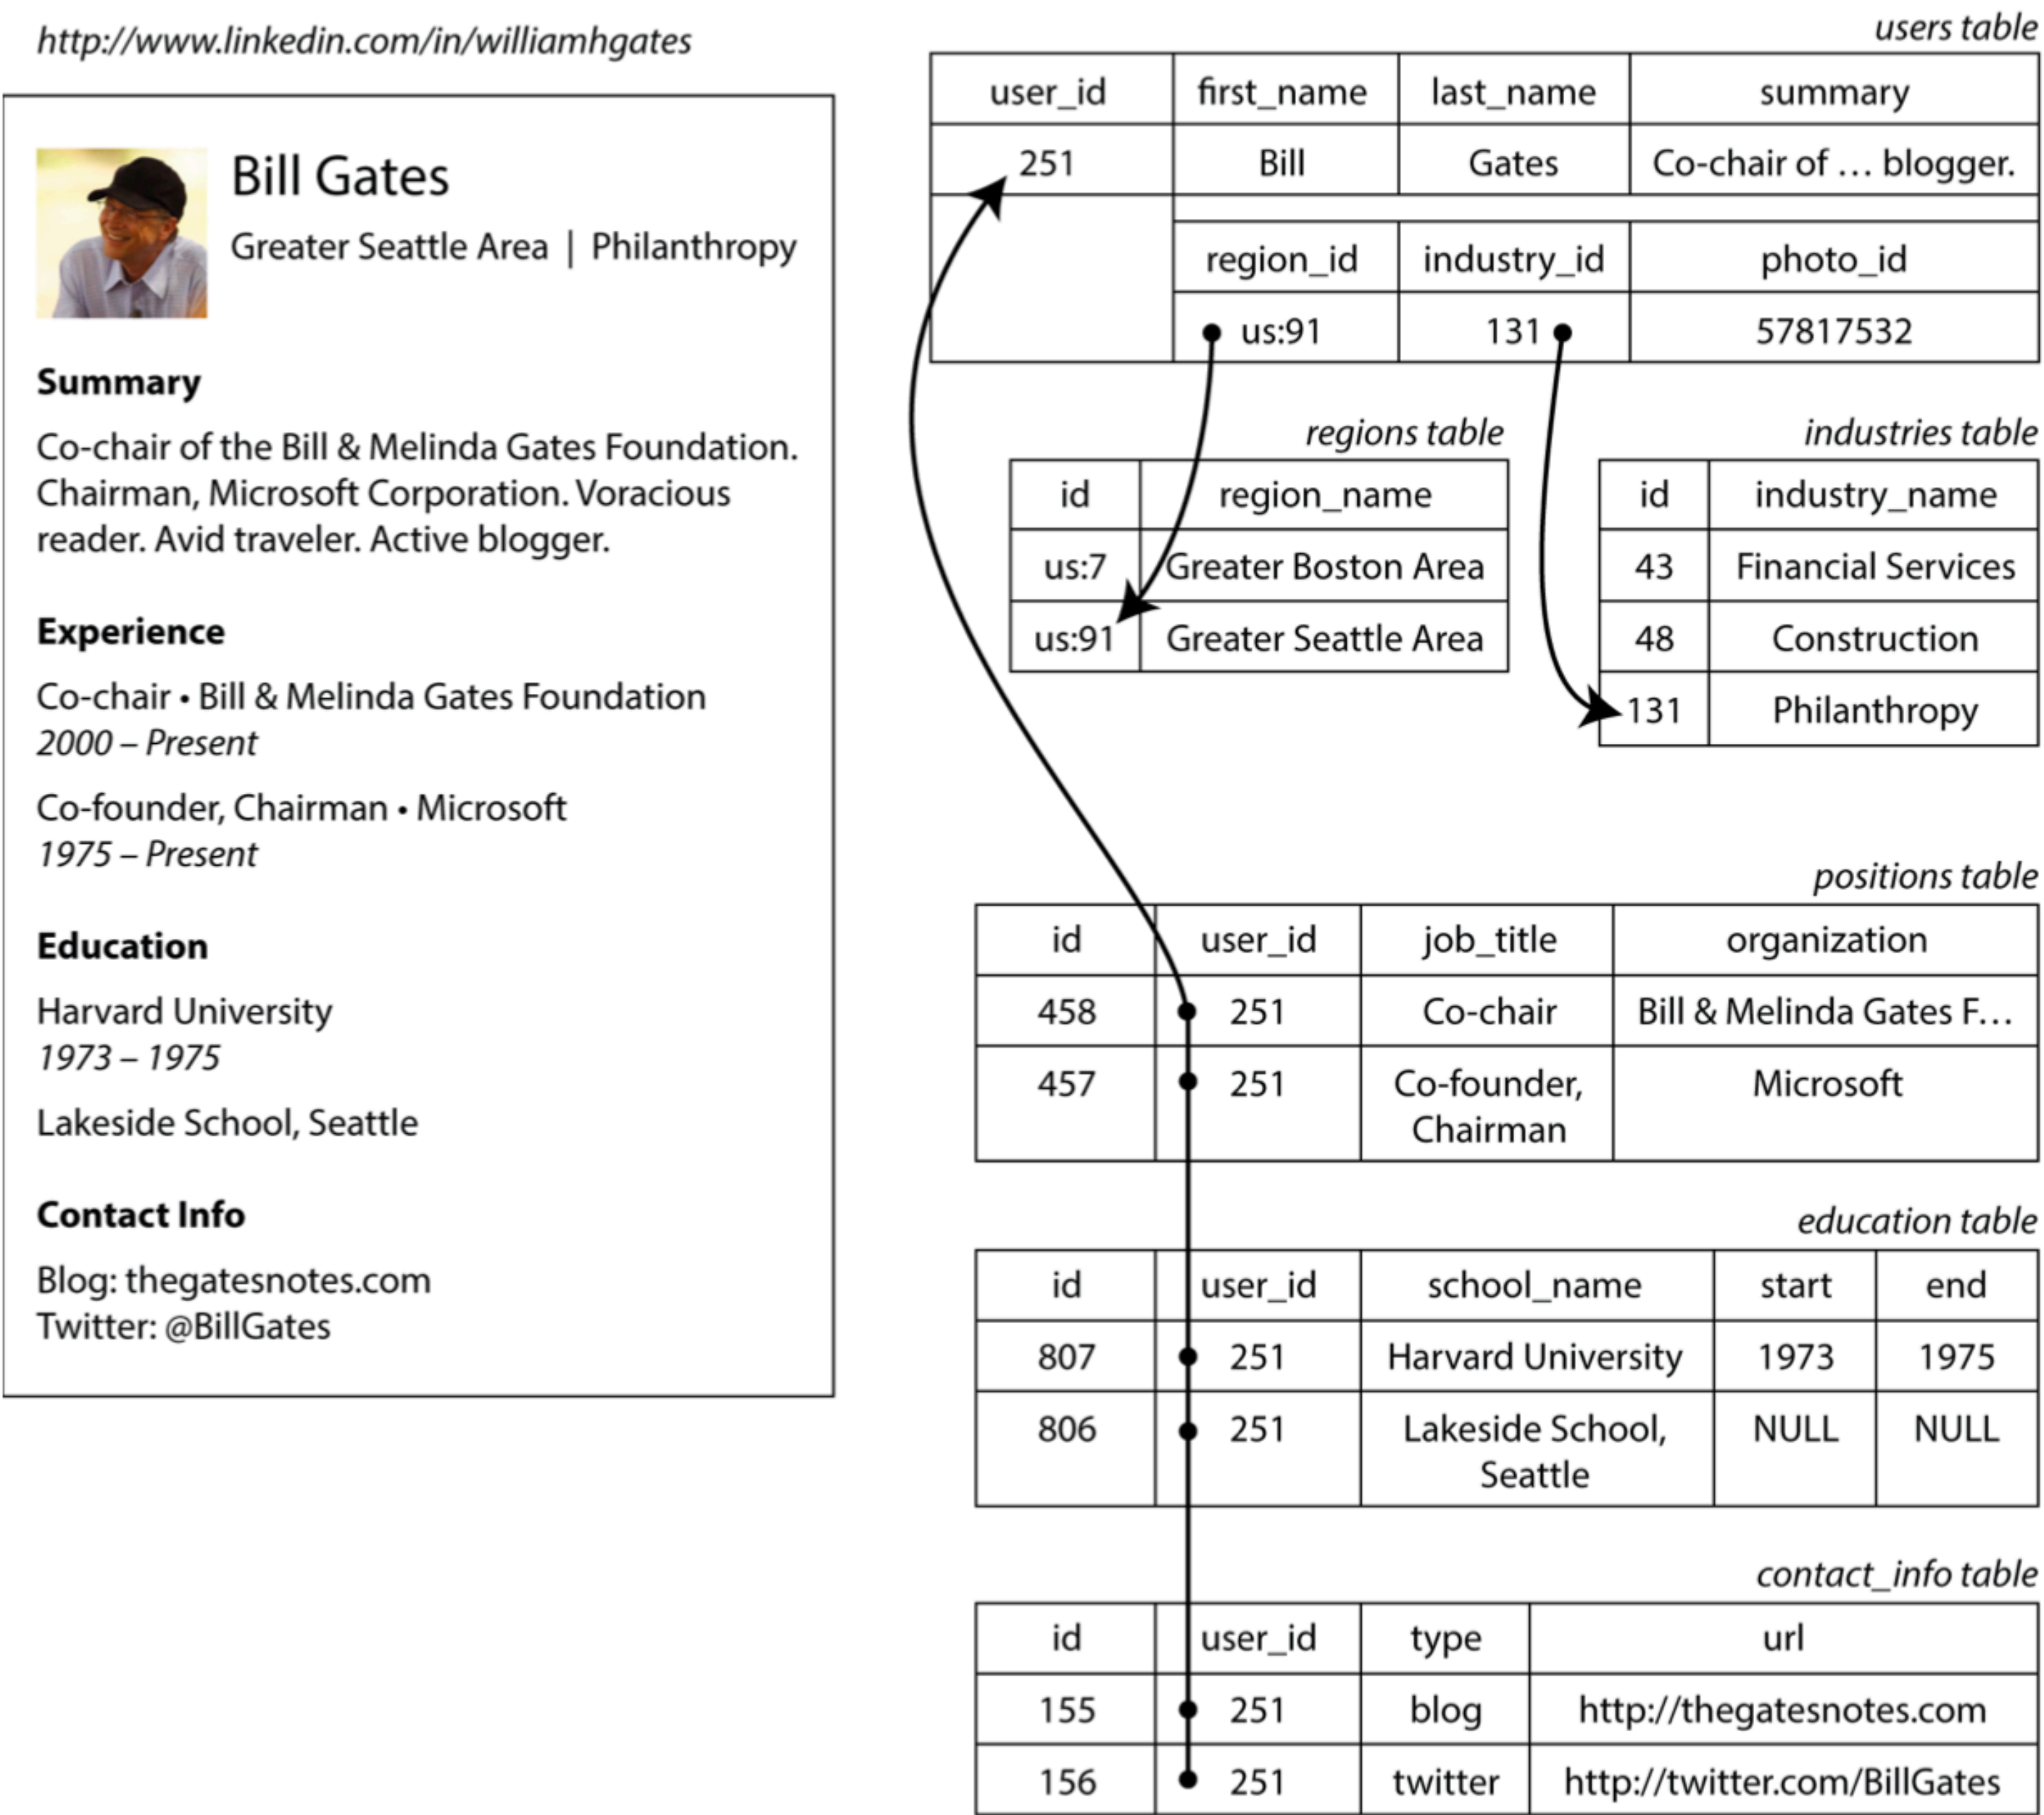 http://www.linkedin.com/in/williamhgates
Bill Gates
Greater Seattle Area | Philanthropy
Summary
Co-chair of the Bill & Melinda Gates Foundation.
Chairman, Microsoft Corporation. Voracious
reader. Avid traveler. Active blogger.
Experience
Co-chair • Bill & Melinda Gates Foundation
2000 – Present
Co-founder, Chairman • Microsoft
1975 – Present
Education
Harvard University
1973 – 1975
Lakeside School, Seattle
Contact Info
Blog: thegatesnotes.com
Twitter: @BillGates
users table
user_id first_name last_name summary
251 Bill Gates Co-chair of … blogger.
region_id industry_id photo_id
us:91 131 57817532
regions table
id region_name
us:7 Greater Boston Area
us:91 Greater Seattle Area
industries table
id industry_name
43 Financial Services
48 Construction
131 Philanthropy
positions table
id user_id job_title organization
458 251 Co-chair Bill & Melinda Gates F…
457 251 Co-founder, Microsoft
Chairman
education table
id user_id school_name start end
807 251 Harvard University 1973 1975
806 251 Lakeside School, NULL NULL
Seattle
contact_info table
id user_id type url
155 251 blog http://thegatesnotes.com
156 251 twitter http://twitter.com/BillGates